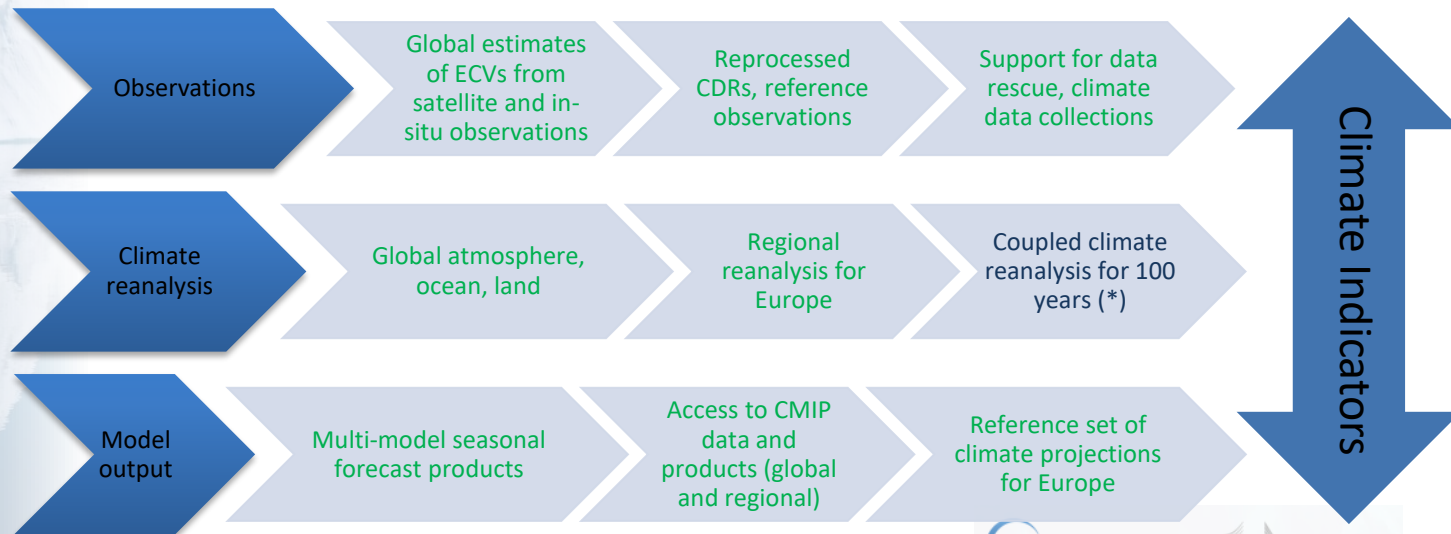 Observations
Global estimates
of ECVs from
satellite and in-
situ observations
Reprocessed
CDRs, reference
observations
Support for data
rescue, climate
data collections
Climate
reanalysis
Global atmosphere,
ocean, land
Regional
reanalysis for
Europe
Coupled climate
reanalysis for 100
years (*)
Model
output
Multi-model seasonal
forecast products
Access to CMIP
data and
products (global
and regional)
Reference set of
climate projections
for Europe
Climate Indicators